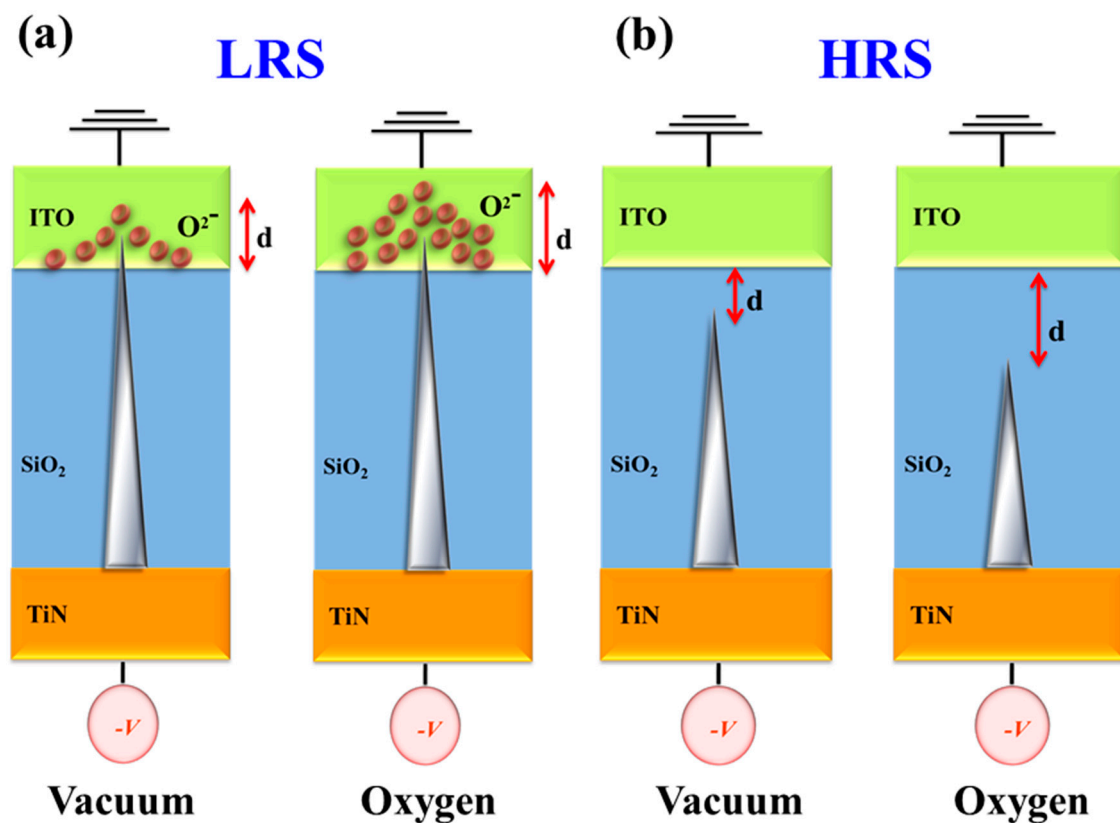 (a)
LRS
(b)
HRS
ITO
O²⁻
d
ITO
O²⁻
d
ITO
d
ITO
d
SiO₂
SiO₂
SiO₂
SiO₂
TiN
TiN
TiN
TiN
-V
-V
-V
-V
Vacuum
Oxygen
Vacuum
Oxygen